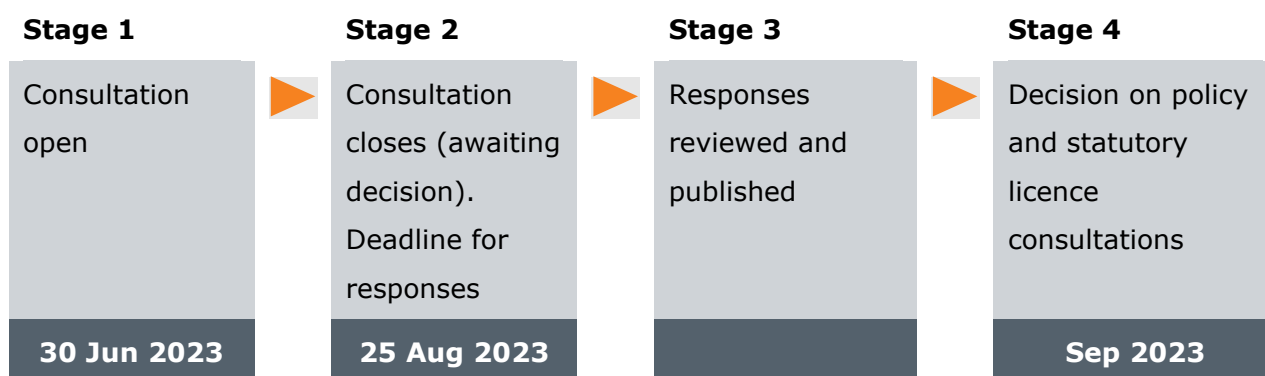 Stage 1
Consultation
open
30 Jun 2023
Stage 2
Consultation
closes (awaiting
decision).
Deadline for
responses
25 Aug 2023
Stage 3
Responses
reviewed and
published
Stage 4
Decision on policy
and statutory
licence
consultations
Sep 2023